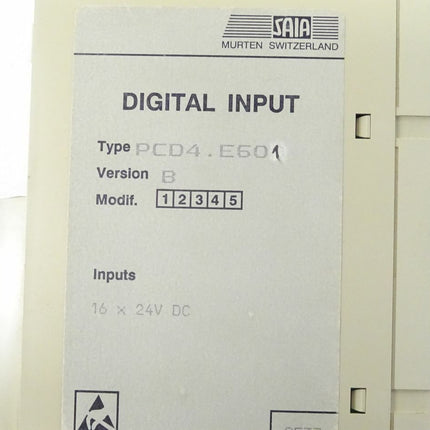 SAIA
MURTEN SWITZERLAND
DIGITAL INPUT
Type PCD4.E601
Version B
Modif. 1 2 3 4 5
Inputs
16 x 24V DC